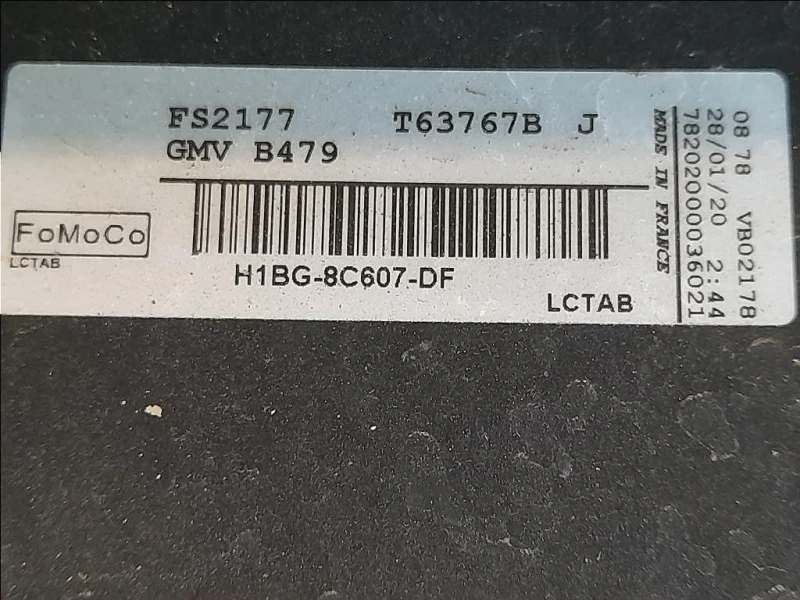 FS2177 T63767B J
GMV B479
FoMoCo
LCTAB
H1BG-8C607-DF
LCTAB
MADE IN FRANCE
08 78 VB02178
28/01/20 2:44
78202000036021